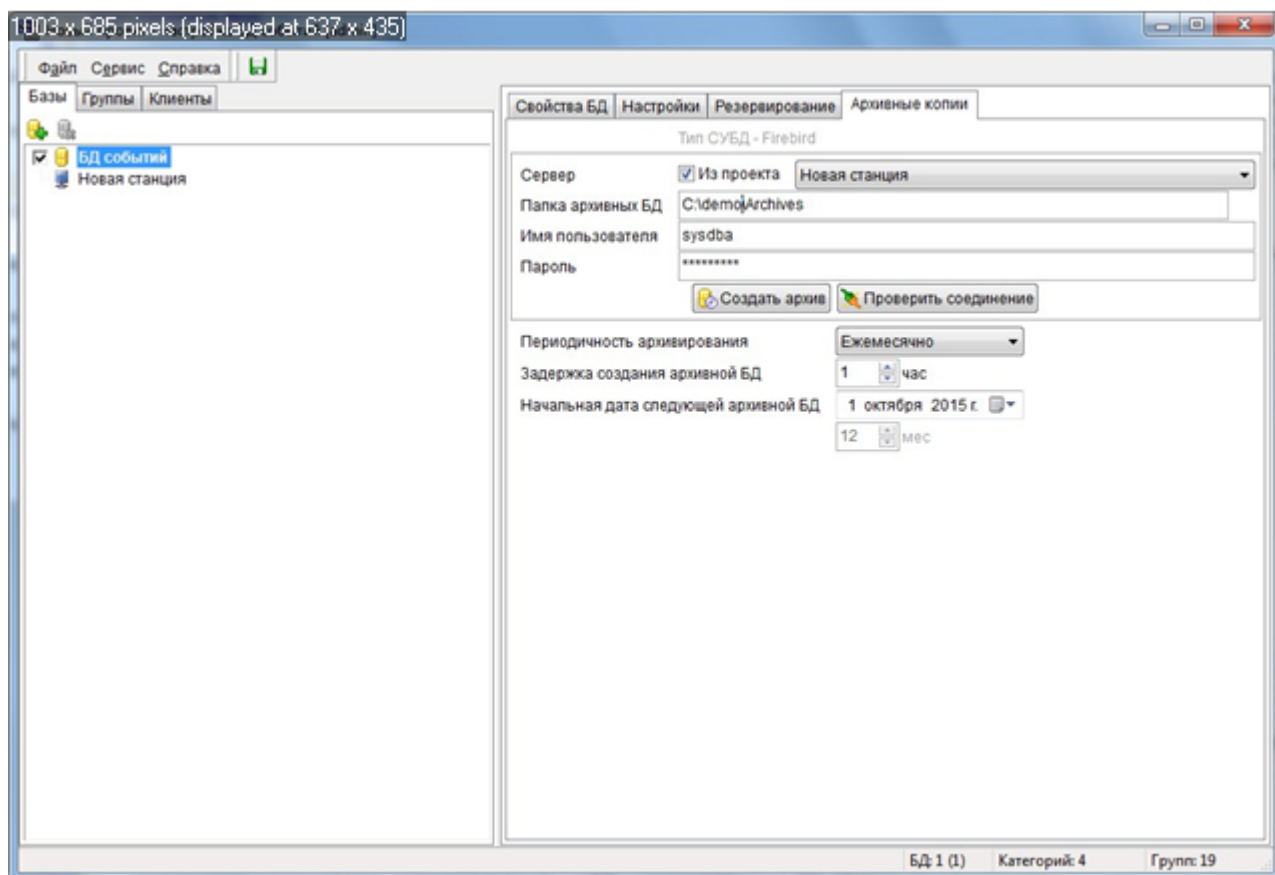 1003 x 685 pixels (displayed at 637 x 435)
Файл Сервис Справка
Базы Группы Клиенты
БД событий
Новая станция
Свойства БД Настройки Резервирование Архивные копии
Тип СУБД - Firebird
Сервер Из проекта Новая станция
Папка архивных БД C:\demo\Archives
Имя пользователя sysdba
Пароль *********
Создать архив Проверить соединение
Периодичность архивирования Ежемесячно
Задержка создания архивной БД 1 час
Начальная дата следующей архивной БД 1 октября 2015 г.
12 мес
БД: 1 (1) Категорий: 4 Групп: 19